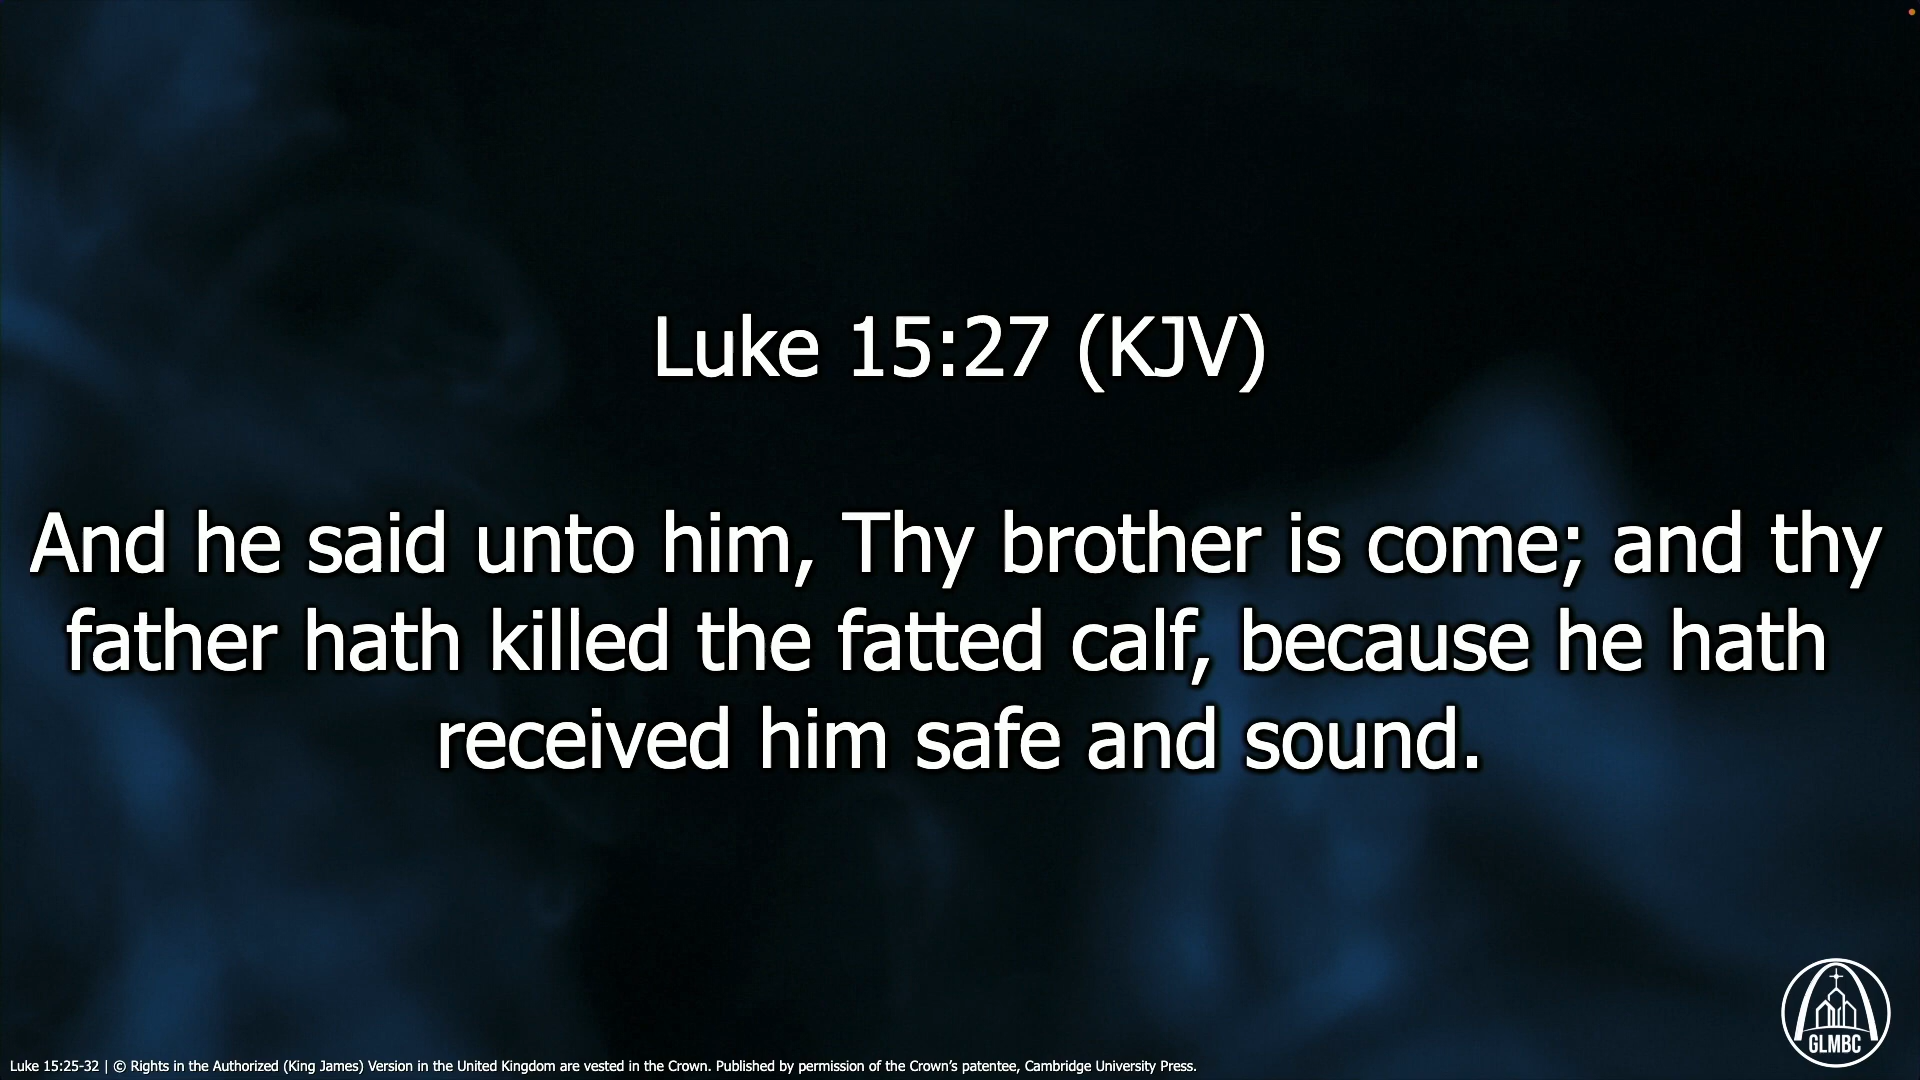 Luke 15:27 (KJV)
And he said unto him, Thy brother is come; and thy
father hath killed the fatted calf, because he hath
received him safe and sound.
GLMBC
Luke 15:25-32 | © Rights in the Authorized (King James) Version in the United Kingdom are vested in the Crown. Published by permission of the Crown’s patentee, Cambridge University Press.